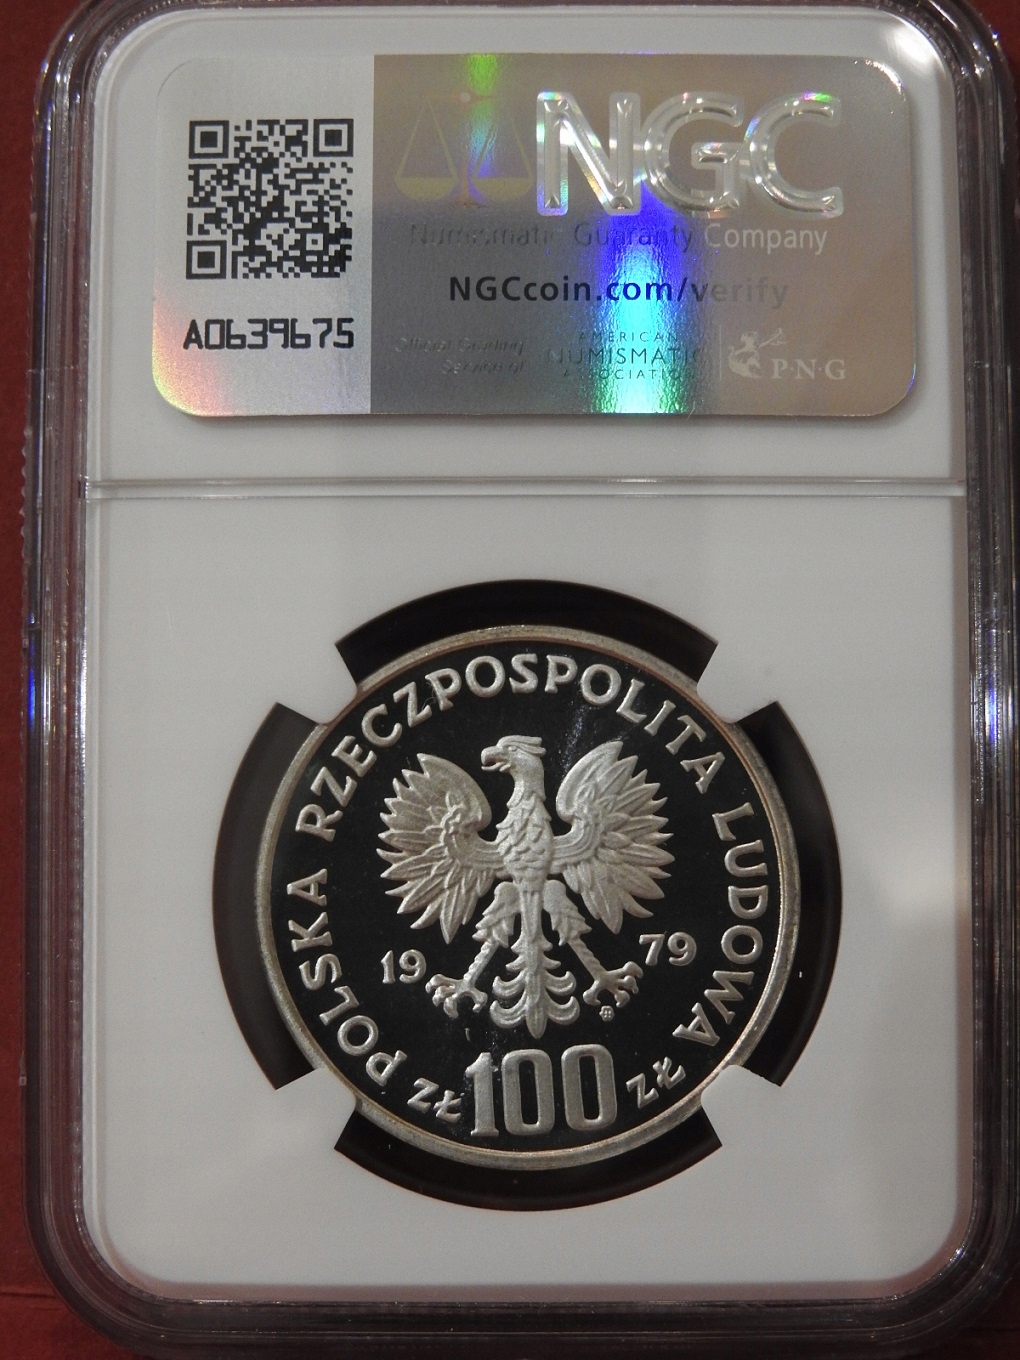 NGC
Numismatic Guaranty Company
NGCcoin.com/verify
A0639675
Official Grading
Service of
AMERICAN
NUMISMATIC
ASSOCIATION
P·N·G
POLSKA RZECZPOSPOLITA LUDOWA
19 79
ZŁ 100 ZŁ